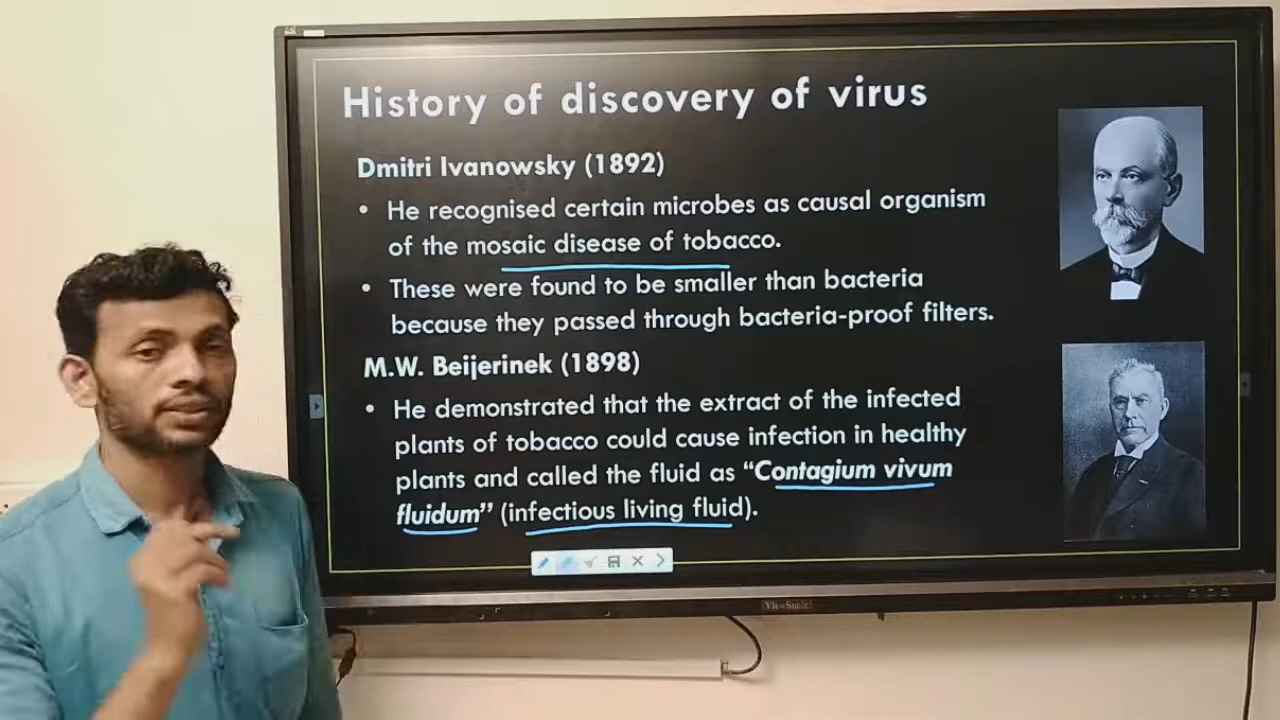 History of discovery of virus
Dmitri Ivanowsky (1892)
• He recognised certain microbes as causal organism
of the mosaic disease of tobacco.
• These were found to be smaller than bacteria
because they passed through bacteria-proof filters.
M.W. Beijerinek (1898)
• He demonstrated that the extract of the infected
plants of tobacco could cause infection in healthy
plants and called the fluid as “Contagium vivum
fluidum” (infectious living fluid).
ViewSonic